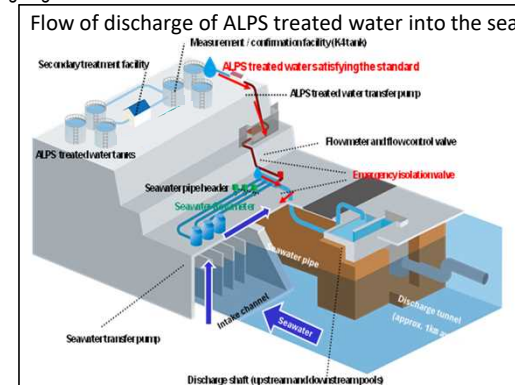 Flow of discharge of ALPS treated water into the sea
Measurement / confirmation facility (K4 tank)
Secondary treatment facility
ALPS treated water satisfying the standard
ALPS treated water transfer pump
ALPS treated water tanks
Flowmeter and flow control valve
Emergency isolation valve
Seawater pipe header
Seawater flowmeter
Seawater pipe
Intake channel
Seawater
Discharge tunnel
(approx. 1km
Seawater transfer pump
Discharge shaft (upstream and downstream pools)